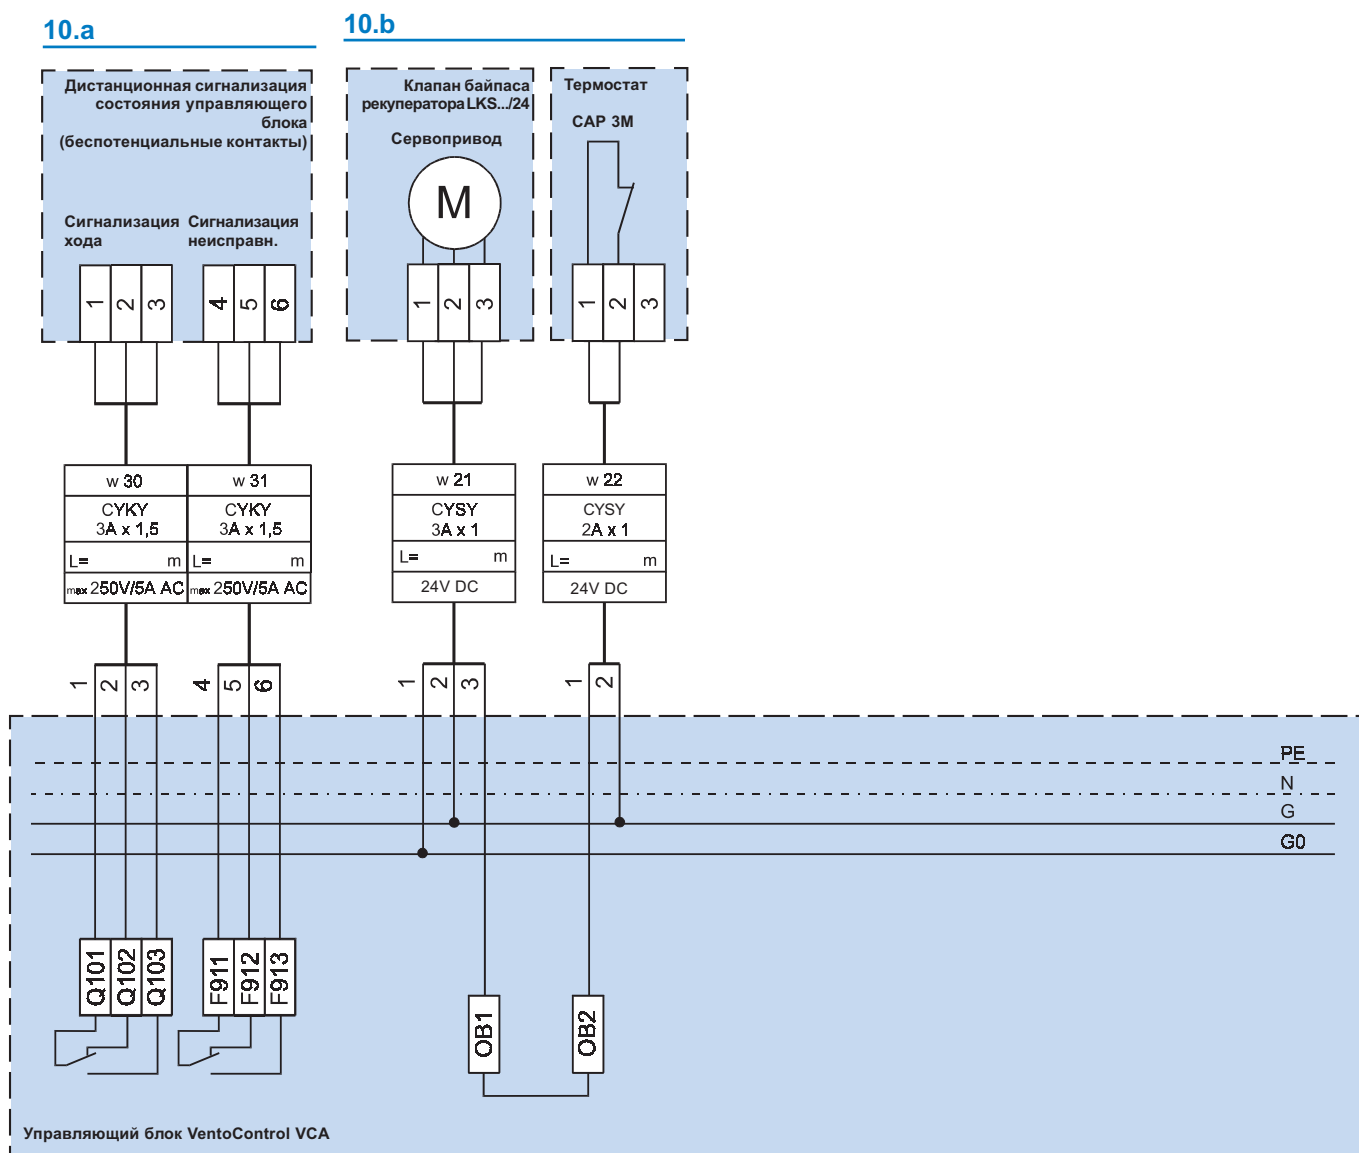 10.a
10.b
Дистанционная сигнализация
состояния управляющего
блока
(беспотенциальные контакты)
Сигнализация
хода
Сигнализация
неисправн.
Клапан байпаса
рекуператора LKS.../24
Сервопривод
M
Термостат
CAP 3M
1 2 3
4 5 6
1 2 3
1 2 3
w 30
CYKY
3A x 1,5
L= m
max 250V/5A AC
w 31
CYKY
3A x 1,5
L= m
max 250V/5A AC
w 21
CYSY
3A x 1
L= m
24V DC
w 22
CYSY
2A x 1
L= m
24V DC
1 2 3
4 5 6
1 2 3
1 2
PE
N
G
G0
Q101 Q102 Q103
F911 F912 F913
OB1
OB2
Управляющий блок VentoControl VCA